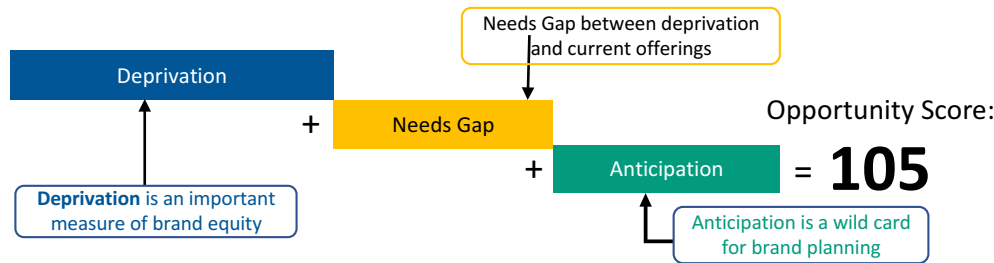 Needs Gap between deprivation
and current offerings
Deprivation
+
Needs Gap
Opportunity Score:
+
Anticipation
= 105
Deprivation is an important
measure of brand equity
Anticipation is a wild card
for brand planning